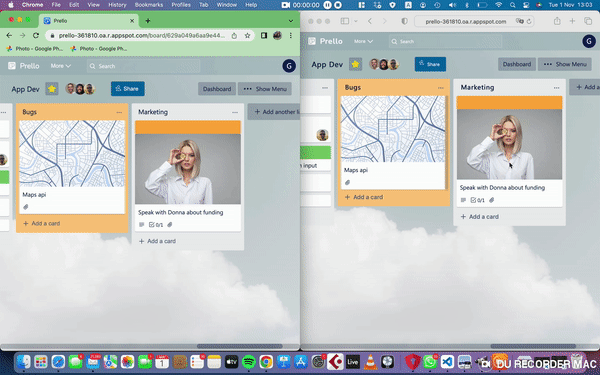 Chrome File Edit View History Bookmarks Profiles Tab Window Help 00:00:00 Tue 1 Nov 13:03
Prello
prello-361810.oa.r.appspot.com/board/629a049a6aa9e44...
Photo - Google Ph... Photo - Google Ph...
Prello More Search G
App Dev Share Dashboard Show Menu
Bugs
Maps api
+ Add a card
Marketing
Speak with Donna about funding
0/1
+ Add a card
+ Add another li
prello-361810.oa.r.appspot.com
Prello More Search G
App Dev Share Dashboard Show Menu
input
Bugs
Maps api
+ Add a card
Marketing
Speak with Donna about funding
0/1
+ Add a card
+ Add a
DU RECORDER MAC